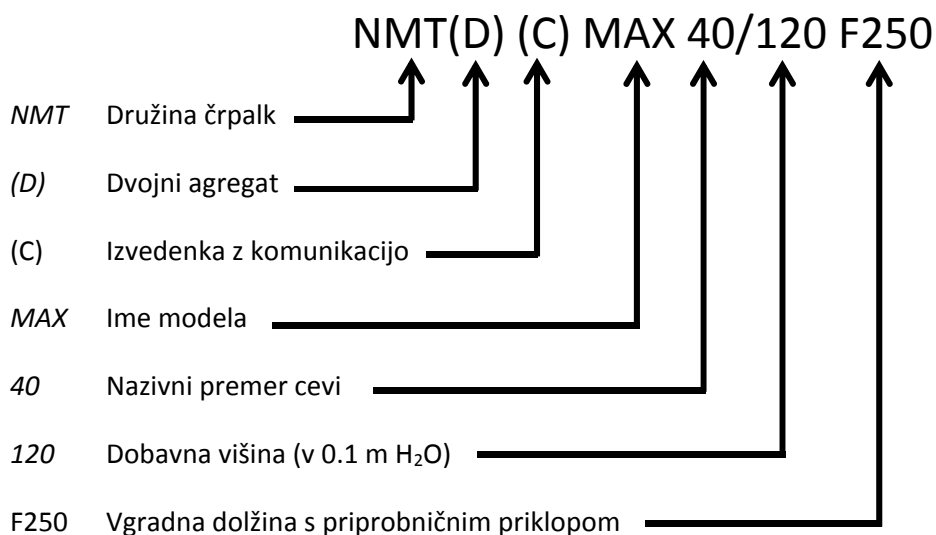 NMT(D) (C) MAX 40/120 F250
NMT Družina črpalk
(D) Dvojni agregat
(C) Izvedenka z komunikacijo
MAX Ime modela
40 Nazivni premer cevi
120 Dobavna višina (v 0.1 m H₂O)
F250 Vgradna dolžina s priprobničnim priklopom